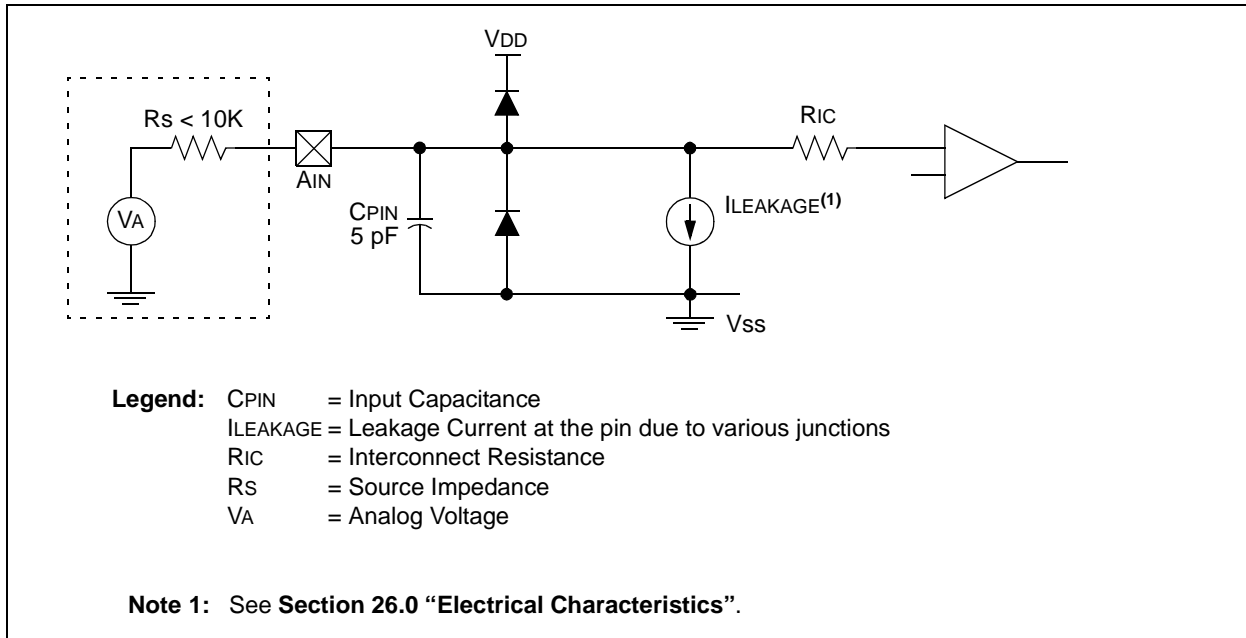 VDD
Rs < 10K
RIC
AIN
CPIN
5 pF
VA
ILEAKAGE(1)
Vss
Legend: CPIN = Input Capacitance
ILEAKAGE = Leakage Current at the pin due to various junctions
RIC = Interconnect Resistance
RS = Source Impedance
VA = Analog Voltage
Note 1: See Section 26.0 “Electrical Characteristics”.